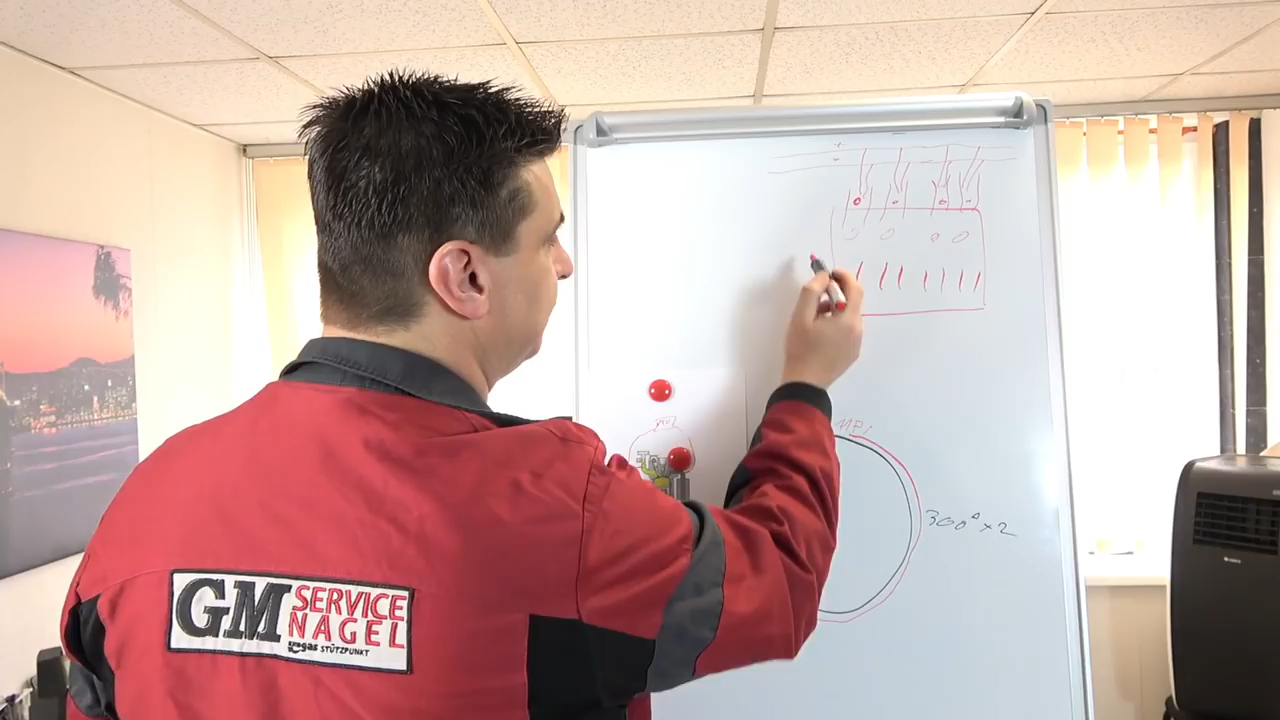 MPI
360° x 2
GM SERVICE
NAGEL
gas STÜTZPUNKT